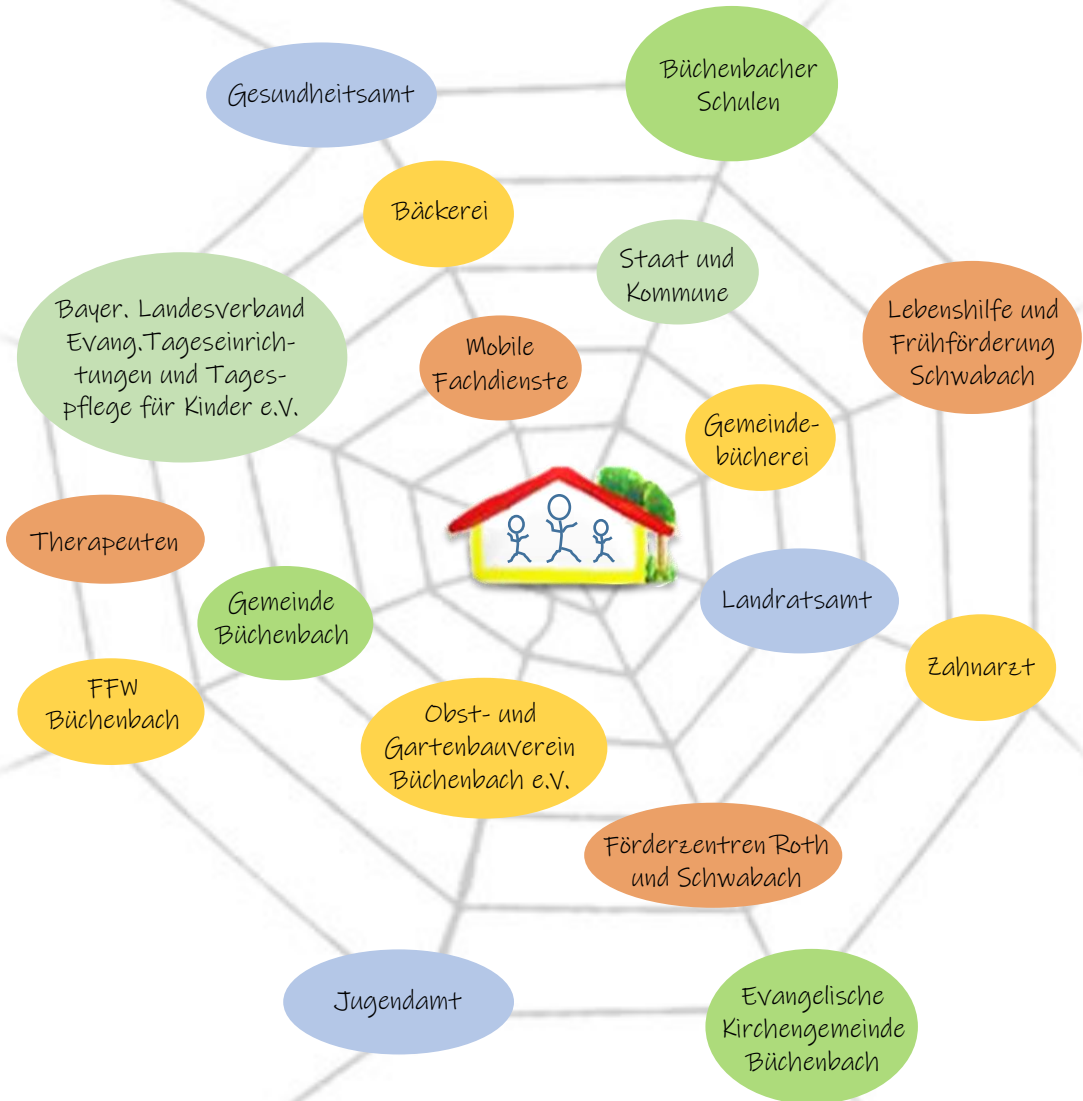 Gesundheitsamt
Büchenbacher
Schulen
Bäckerei
Staat und
Kommune
Bayer. Landesverband
Evang.Tageseinrich-
tungen und Tages-
pflege für Kinder e.V.
Mobile
Fachdienste
Lebenshilfe und
Frühförderung
Schwabach
Gemeinde-
bücherei
Therapeuten
Gemeinde
Büchenbach
Landratsamt
FFW
Büchenbach
Obst- und
Gartenbauverein
Büchenbach e.V.
Zahnarzt
Förderzentren Roth
und Schwabach
Jugendamt
Evangelische
Kirchengemeinde
Büchenbach